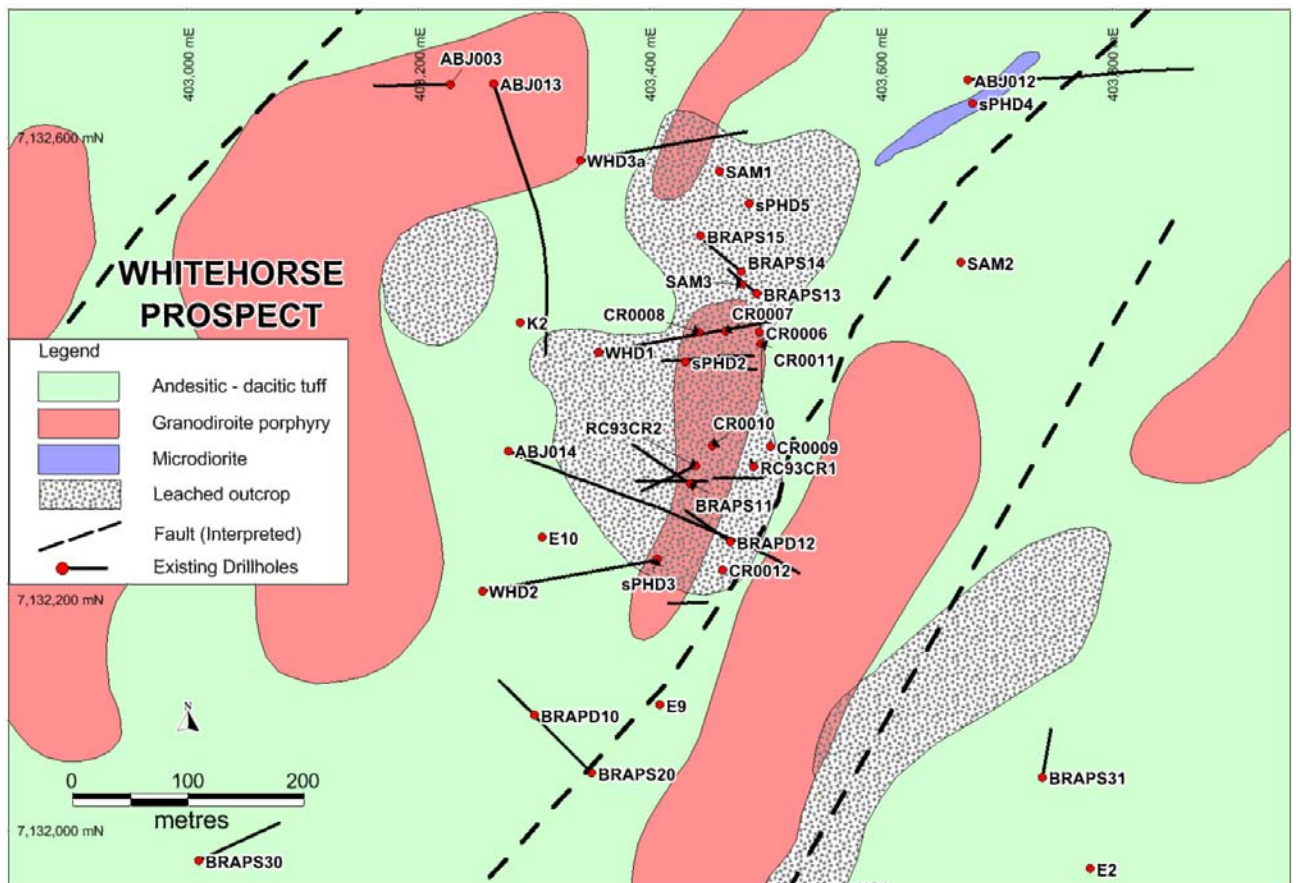 403,000 mE
403,200 mE
403,400 mE
403,600 mE
403,800 mE
ABJ003
ABJ013
ABJ012
sPHD4
7,132,600 mN
WHD3a
SAM1
sPHD5
BRAPS15
BRAPS14
SAM3
BRAPS13
SAM2
WHITEHORSE
PROSPECT
K2
CR0008
CR0007
CR0006
CR0011
WHD1
sPHD2
Legend
Andesitic - dacitic tuff
Granodiroite porphyry
Microdiorite
Leached outcrop
Fault (Interpreted)
Existing Drillholes
RC93CR2
CR0010
CR0009
RC93CR1
ABJ014
BRAPS11
E10
BRAPD12
CR0012
sPHD3
WHD2
7,132,200 mN
N
E9
BRAPD10
BRAPS20
BRAPS31
0 100 200
metres
7,132,000 mN
BRAPS30
E2